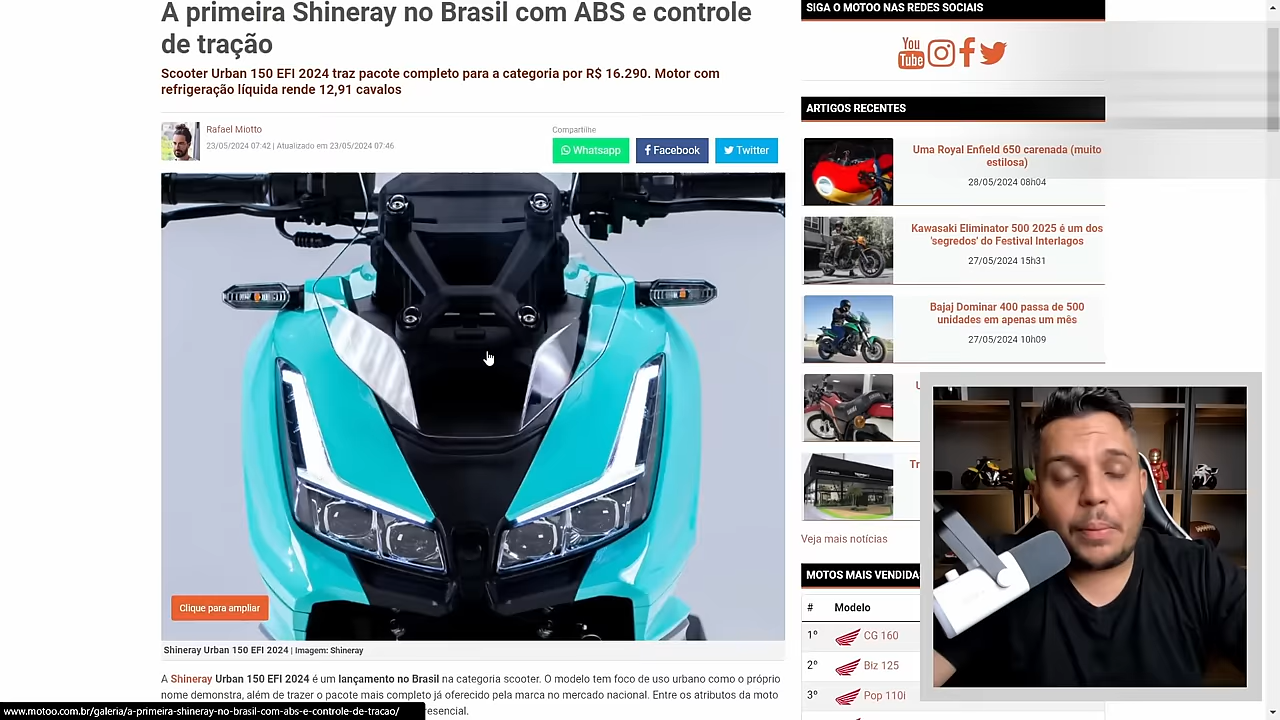 A primeira Shineray no Brasil com ABS e controle
de tração
Scooter Urban 150 EFI 2024 traz pacote completo para a categoria por R$ 16.290. Motor com
refrigeração líquida rende 12,91 cavalos
Rafael Miotto
23/05/2024 07:42 | Atualizado em 23/05/2024 07:46
Compartilhe
Whatsapp
Facebook
Twitter
Clique para ampliar
Shineray Urban 150 EFI 2024 | Imagem: Shineray
A Shineray Urban 150 EFI 2024 é um lançamento no Brasil na categoria scooter. O modelo tem foco de uso urbano como o próprio
nome demonstra, além de trazer o pacote mais completo já oferecido pela marca no mercado nacional. Entre os atributos da moto
resencial.
www.motoo.com.br/galeria/a-primeira-shineray-no-brasil-com-abs-e-controle-de-tracao/
SIGA O MOTOO NAS REDES SOCIAIS
You
Tube
ARTIGOS RECENTES
Uma Royal Enfield 650 carenada (muito
estilosa)
28/05/2024 08h04
Kawasaki Eliminator 500 2025 é um dos
'segredos' do Festival Interlagos
27/05/2024 15h31
Bajaj Dominar 400 passa de 500
unidades em apenas um mês
27/05/2024 10h09
U
Tr
Veja mais notícias
MOTOS MAIS VENDIDA
# Modelo
1º CG 160
2º Biz 125
3º Pop 110i